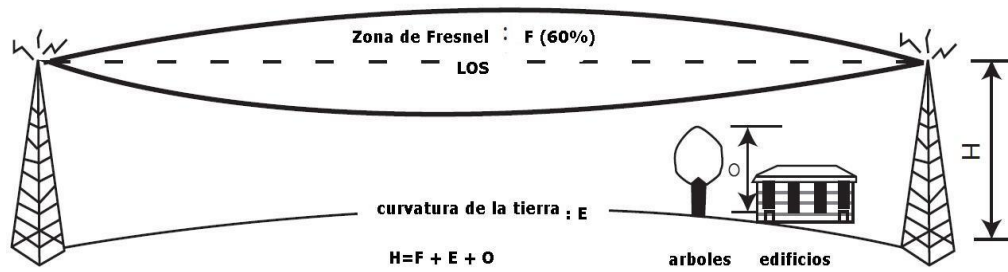 Zona de Fresnel : F (60%)
LOS
H
O
curvatura de la tierra : E
H=F + E + O
arboles edificios